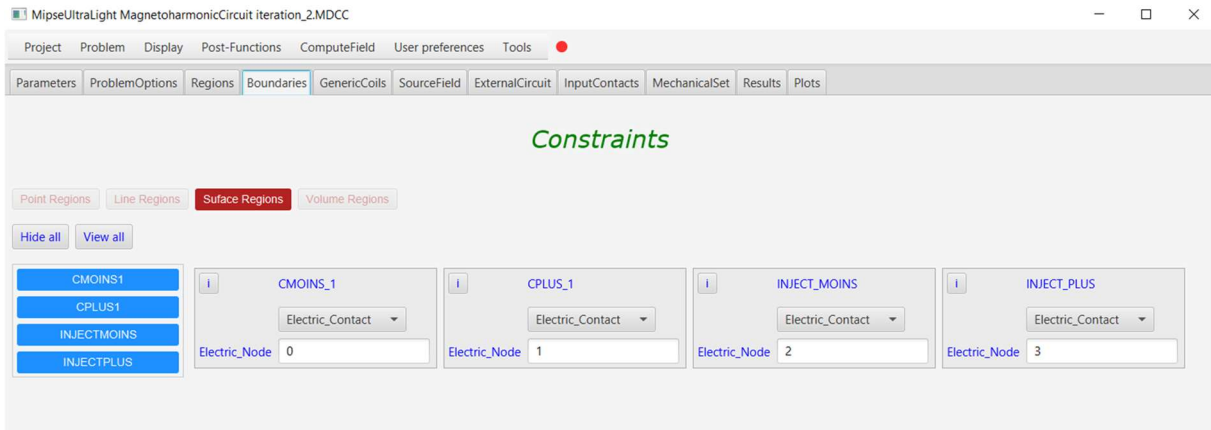 MipseUltraLight MagnetoharmonicCircuit iteration_2.MDCC
Project Problem Display Post-Functions ComputeField User preferences Tools
Parameters ProblemOptions Regions Boundaries GenericCoils SourceField ExternalCircuit InputContacts MechanicalSet Results Plots
Constraints
Point Regions Line Regions Suface Regions Volume Regions
Hide all View all
CMOINS1
CPLUS1
INJECTMOINS
INJECTPLUS
i CMOINS_1
Electric_Contact
Electric_Node 0
i CPLUS_1
Electric_Contact
Electric_Node 1
i INJECT_MOINS
Electric_Contact
Electric_Node 2
i INJECT_PLUS
Electric_Contact
Electric_Node 3